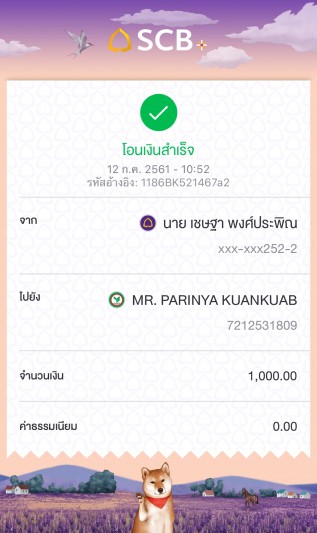 SCB
โอนเงินสำเร็จ
12 ก.ค. 2561 - 10:52
รหัสอ้างอิง: 1186BK521467a2
จาก
นาย เชษฐา พงศ์ประพิณ
xxx-xxx252-2
ไปยัง
MR. PARINYA KUANKUAB
7212531809
จำนวนเงิน 1,000.00
ค่าธรรมเนียม 0.00